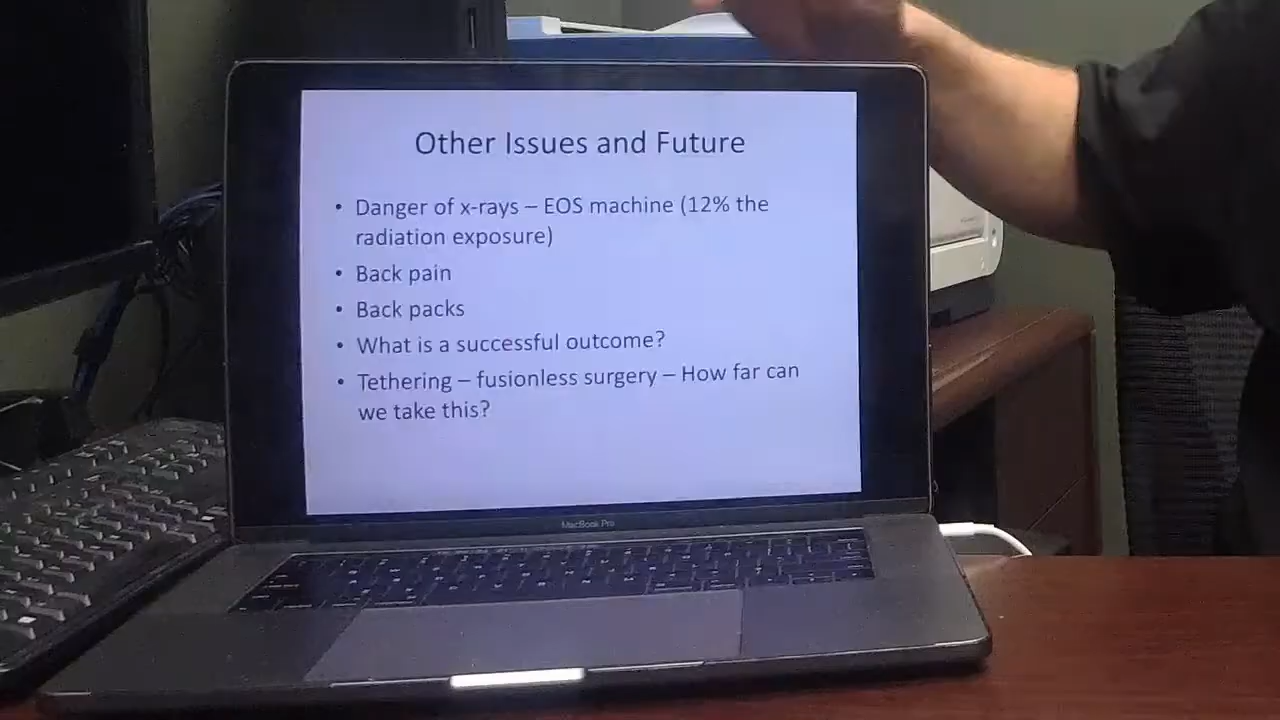 Other Issues and Future
• Danger of x-rays – EOS machine (12% the
radiation exposure)
• Back pain
• Back packs
• What is a successful outcome?
• Tethering – fusionless surgery – How far can
we take this?
MacBook Pro